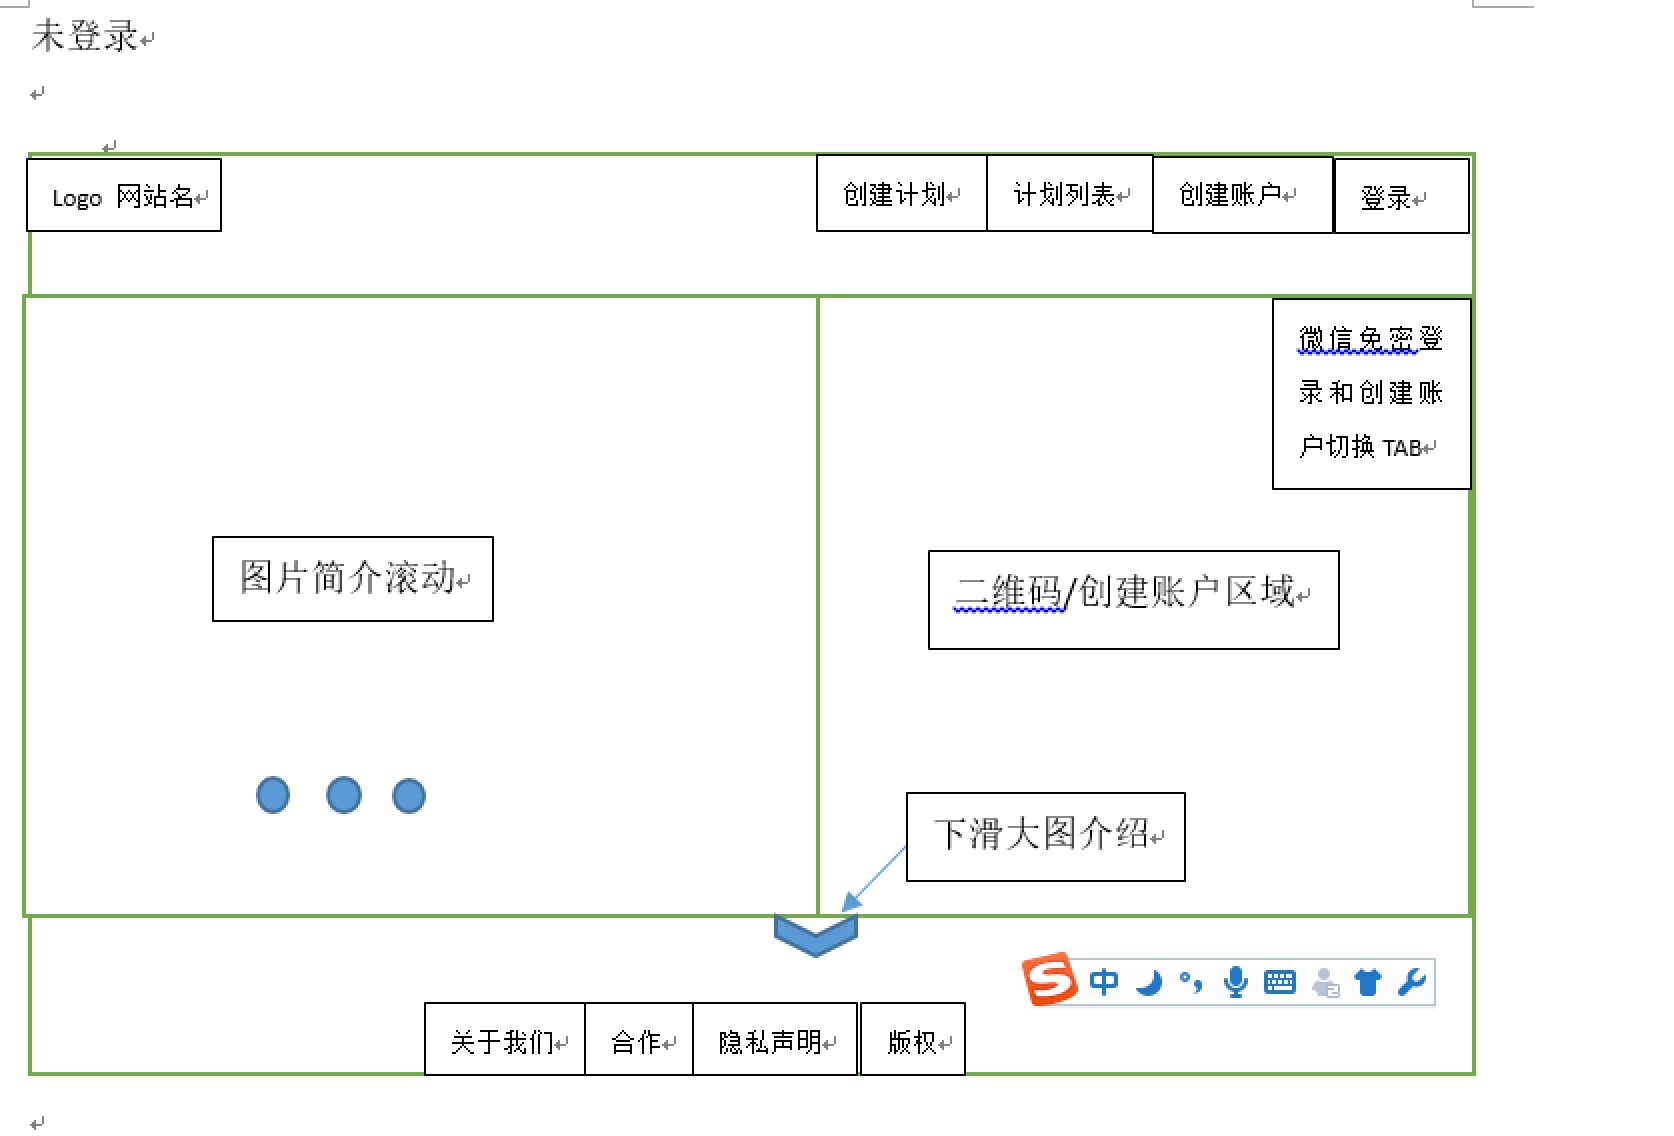 未登录
Logo 网站名
创建计划
计划列表
创建账户
登录
微信免密登
录和创建账
户切换 TAB
图片简介滚动
二维码/创建账户区域
下滑大图介绍
S 中
关于我们
合作
隐私声明
版权